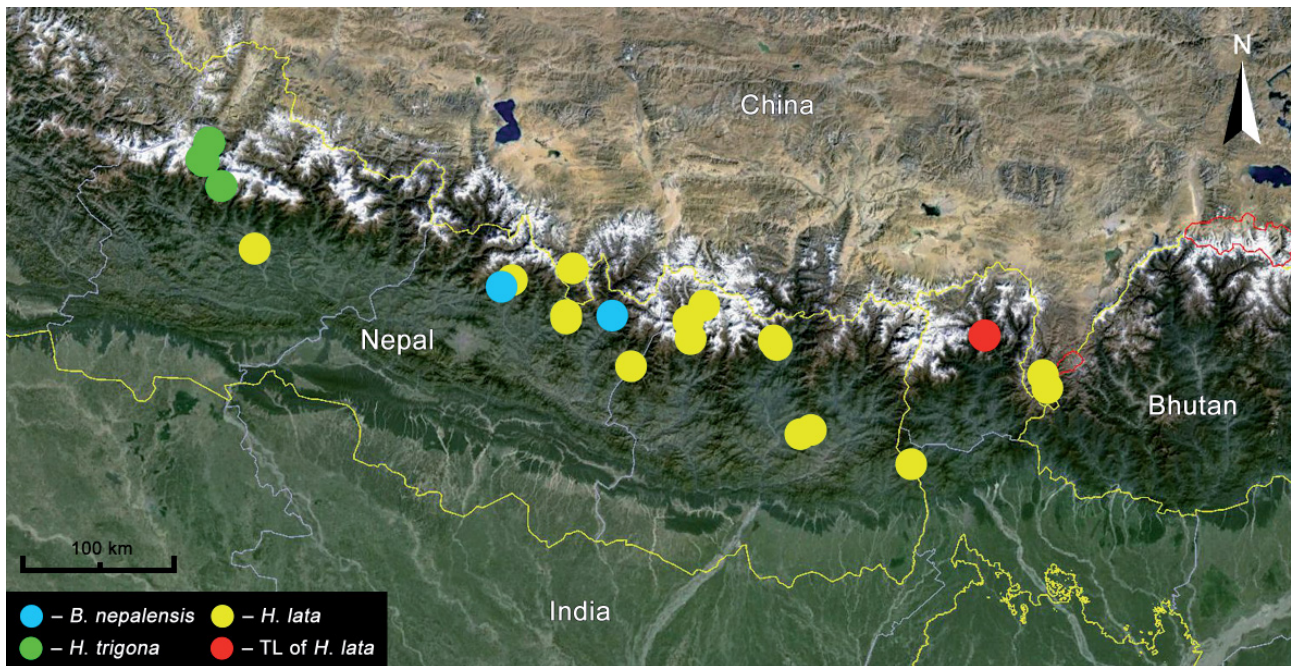 N
China
Nepal
Bhutan
100 km
India
– B. nepalensis – H. lata
– H. trigona – TL of H. lata